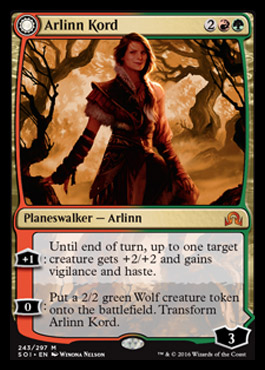 Arlinn Kord 2
Planeswalker — Arlinn
Until end of turn, up to one target
+1 creature gets +2/+2 and gains
vigilance and haste.
Put a 2/2 green Wolf creature token
0 onto the battlefield. Transform
Arlinn Kord.
3
243/297 M
SOI • EN WINONA NELSON ™ & © 2016 Wizards of the Coast